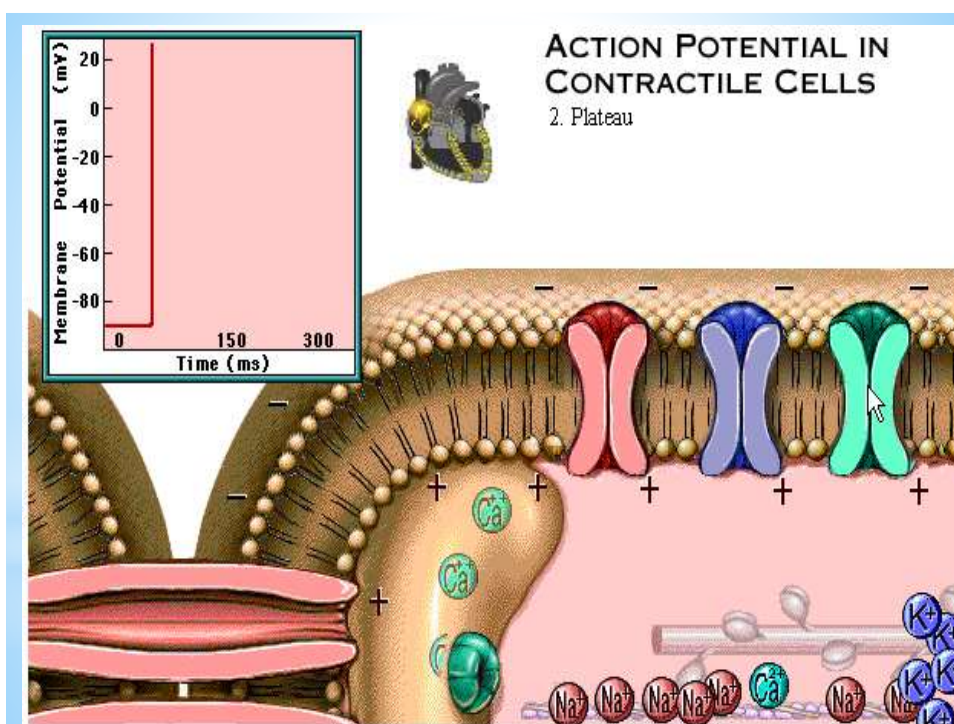 ACTION POTENTIAL IN
CONTRACTILE CELLS
2. Plateau
Membrane Potential (mV)
20
0
-20
-40
-60
-80
0 150 300
Time (ms)
− − − −
−
−
+ + + + +
+
Ca++
Ca+
C
K+
K+
K+
K
K+
Na+ Na+ Na+ Na+ Na+ Ca2+ Na+ Na